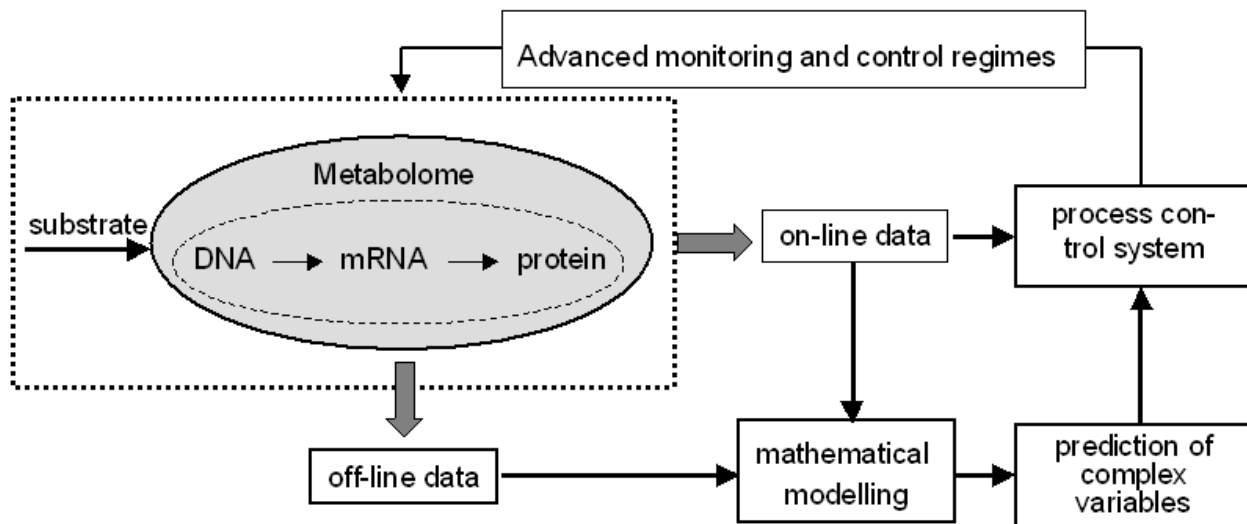 Advanced monitoring and control regimes
Metabolome
substrate
DNA
mRNA
protein
on-line data
process con-
trol system
off-line data
mathematical
modelling
prediction of
complex
variables